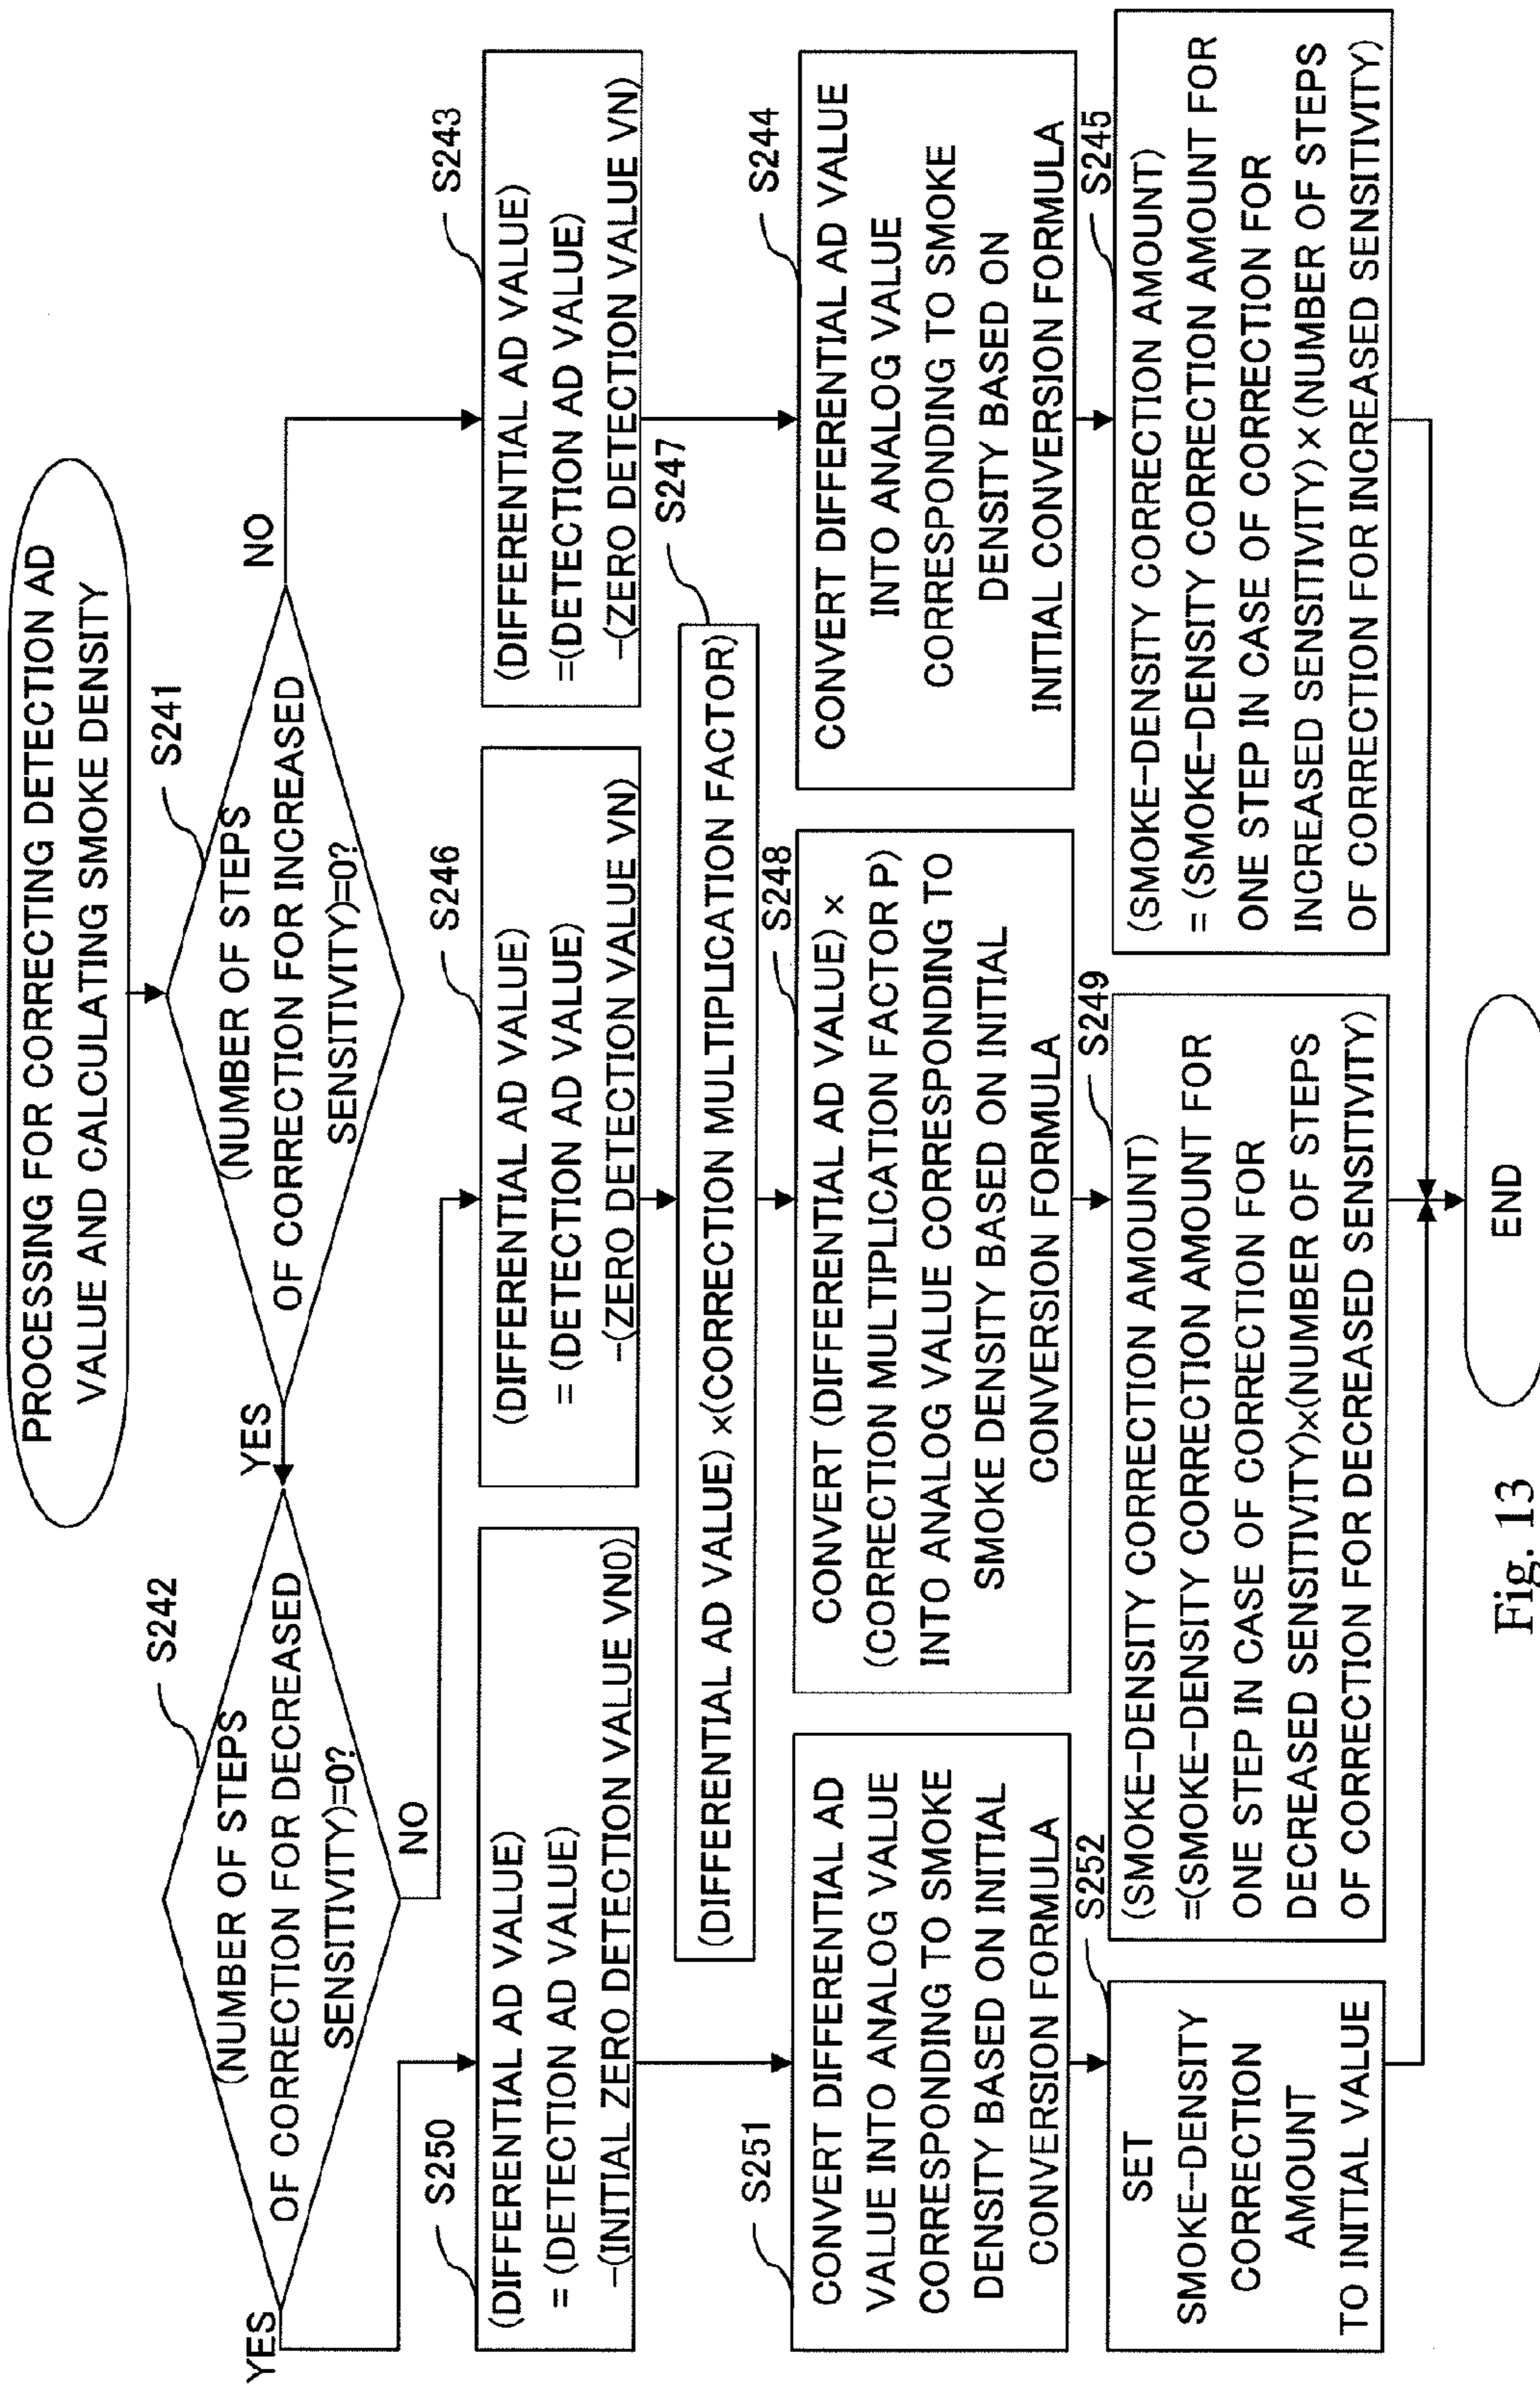 PROCESSING FOR CORRECTING DETECTION AD
VALUE AND CALCULATING SMOKE DENSITY
S241
(NUMBER OF STEPS
OF CORRECTION FOR INCREASED
SENSITIVITY)=0?
YES
NO
S242
(NUMBER OF STEPS
OF CORRECTION FOR DECREASED
SENSITIVITY)=0?
YES
NO
S250
(DIFFERENTIAL AD VALUE)
= (DETECTION AD VALUE)
-(INITIAL ZERO DETECTION VALUE VN0)
S246
(DIFFERENTIAL AD VALUE)
= (DETECTION AD VALUE)
-(ZERO DETECTION VALUE VN)
S243
(DIFFERENTIAL AD VALUE)
=(DETECTION AD VALUE)
-(ZERO DETECTION VALUE VN)
S247
(DIFFERENTIAL AD VALUE) ×(CORRECTION MULTIPLICATION FACTOR)
S251
CONVERT DIFFERENTIAL AD
VALUE INTO ANALOG VALUE
CORRESPONDING TO SMOKE
DENSITY BASED ON INITIAL
CONVERSION FORMULA
S248
CONVERT (DIFFERENTIAL AD VALUE) ×
(CORRECTION MULTIPLICATION FACTOR P)
INTO ANALOG VALUE CORRESPONDING TO
SMOKE DENSITY BASED ON INITIAL
CONVERSION FORMULA
S244
CONVERT DIFFERENTIAL AD VALUE
INTO ANALOG VALUE
CORRESPONDING TO SMOKE
DENSITY BASED ON
INITIAL CONVERSION FORMULA
S252
SET
SMOKE-DENSITY
CORRECTION
AMOUNT
TO INITIAL VALUE
S249
(SMOKE-DENSITY CORRECTION AMOUNT)
=(SMOKE-DENSITY CORRECTION AMOUNT FOR
ONE STEP IN CASE OF CORRECTION FOR
DECREASED SENSITIVITY)×(NUMBER OF STEPS
OF CORRECTION FOR DECREASED SENSITIVITY)
S245
(SMOKE-DENSITY CORRECTION AMOUNT)
= (SMOKE-DENSITY CORRECTION AMOUNT FOR
ONE STEP IN CASE OF CORRECTION FOR
INCREASED SENSITIVITY)×(NUMBER OF STEPS
OF CORRECTION FOR INCREASED SENSITIVITY)
END
Fig. 13